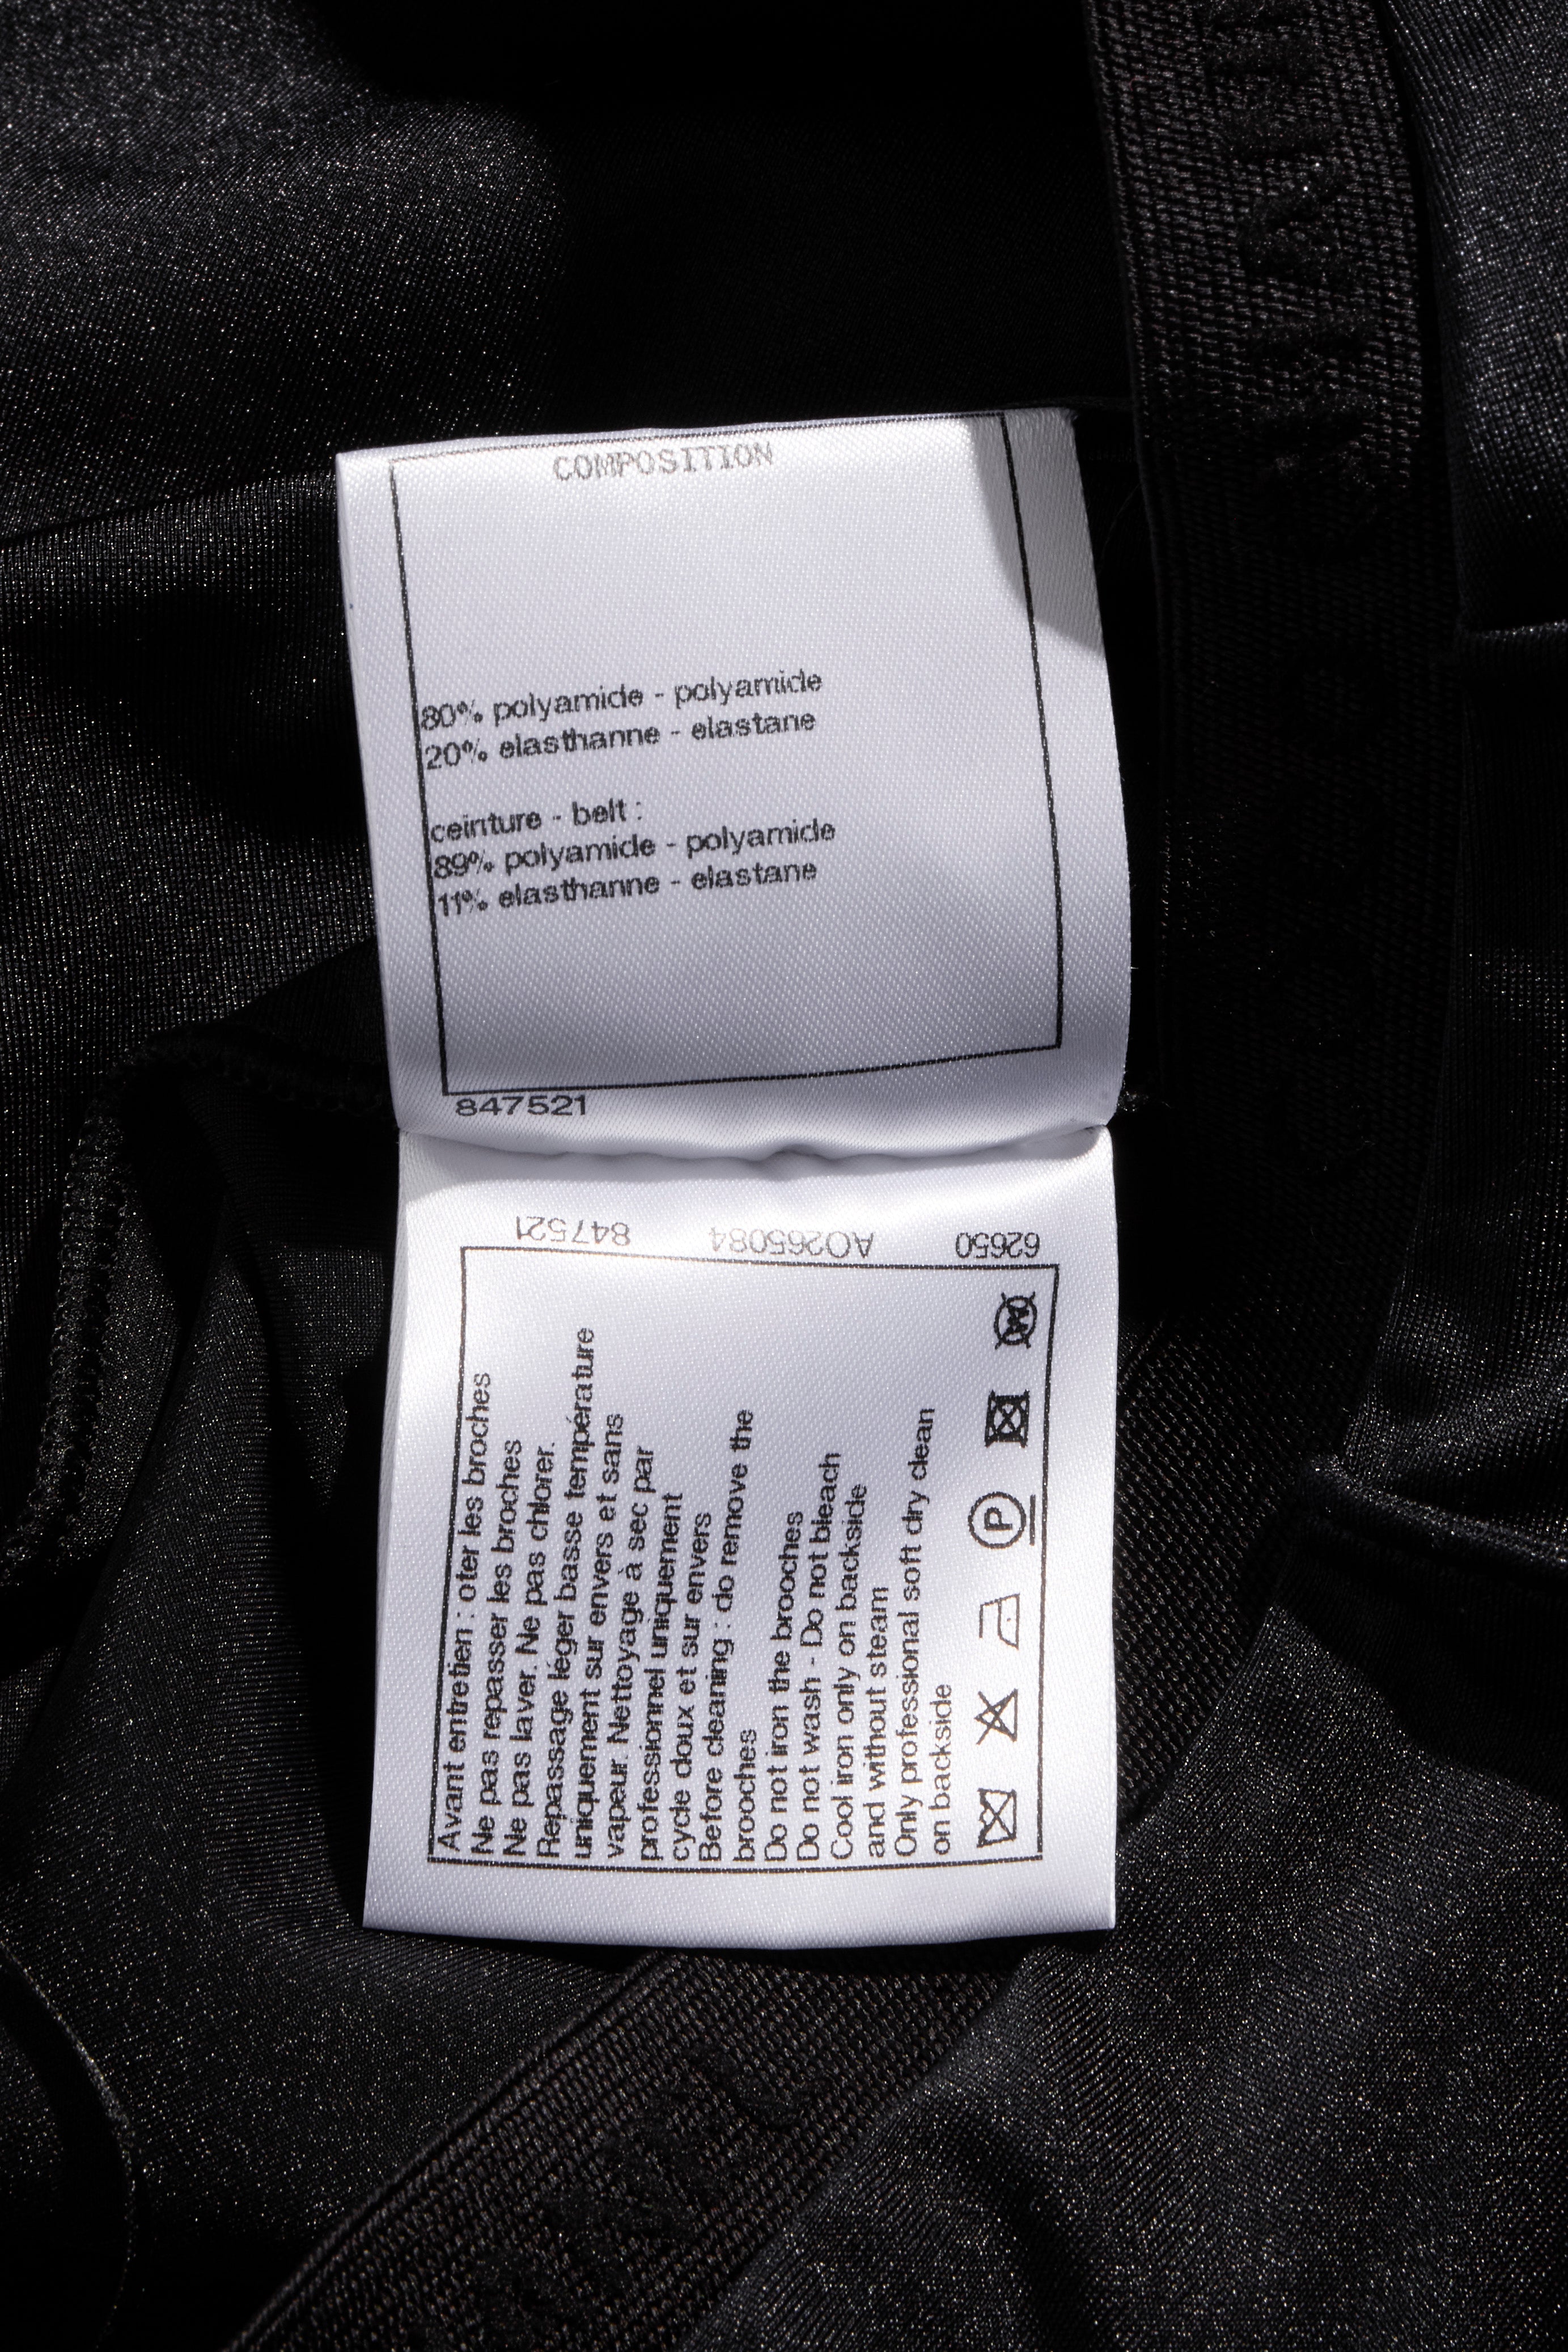 COMPOSITION
80% polyamide - polyamide
20% elasthanne - elastane
ceinture - belt :
89% polyamide - polyamide
11% elasthanne - elastane
847521
62650 AO265084 847521
Avant entretien : oter les broches
Ne pas repasser les broches
Ne pas laver. Ne pas chlorer.
Repassage léger basse température
uniquement sur envers et sans
vapeur. Nettoyage à sec par
professionnel uniquement
cycle doux et sur envers
Before cleaning : do remove the
brooches
Do not iron the brooches
Do not wash - Do not bleach
Cool iron only on backside
and without steam
Only professional soft dry clean
on backside
P
W